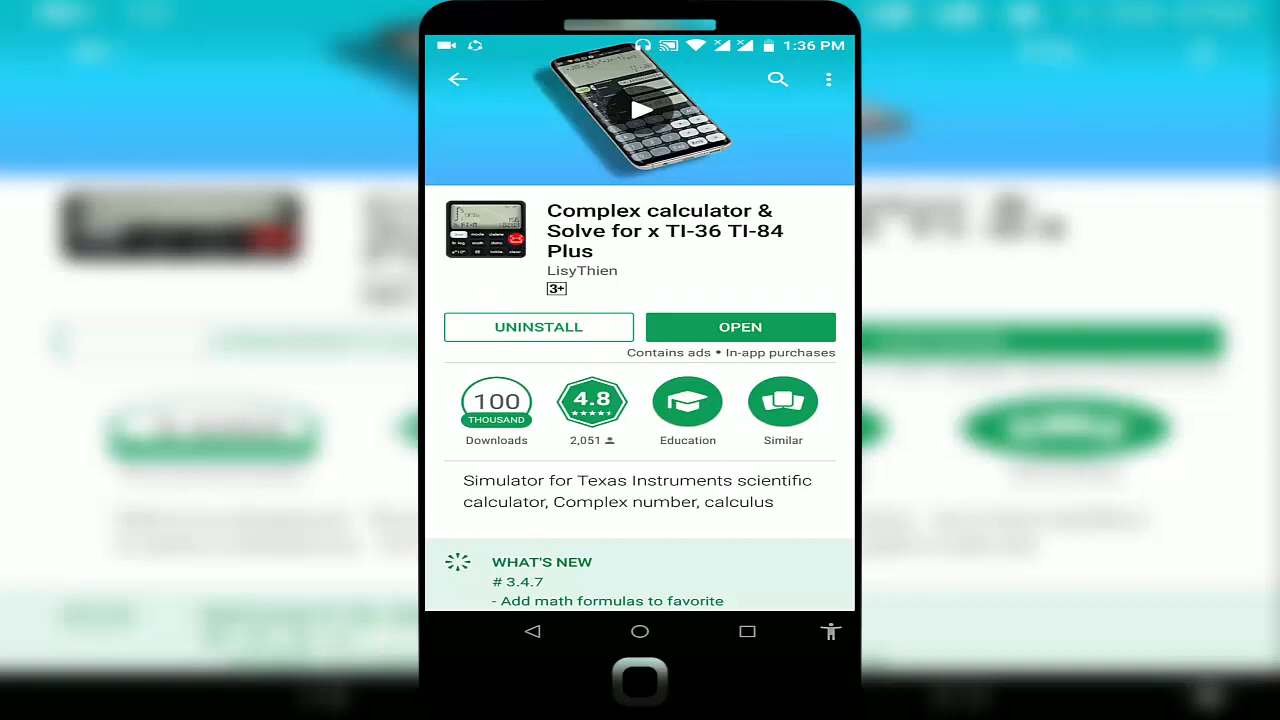 1:36 PM
Complex calculator &
Solve for x TI-36 TI-84
Plus
LisyThien
3+
UNINSTALL
OPEN
Contains ads • In-app purchases
100
THOUSAND
Downloads
4.8
2,051
Education
Similar
Simulator for Texas Instruments scientific
calculator, Complex number, calculus
WHAT'S NEW
# 3.4.7
- Add math formulas to favorite